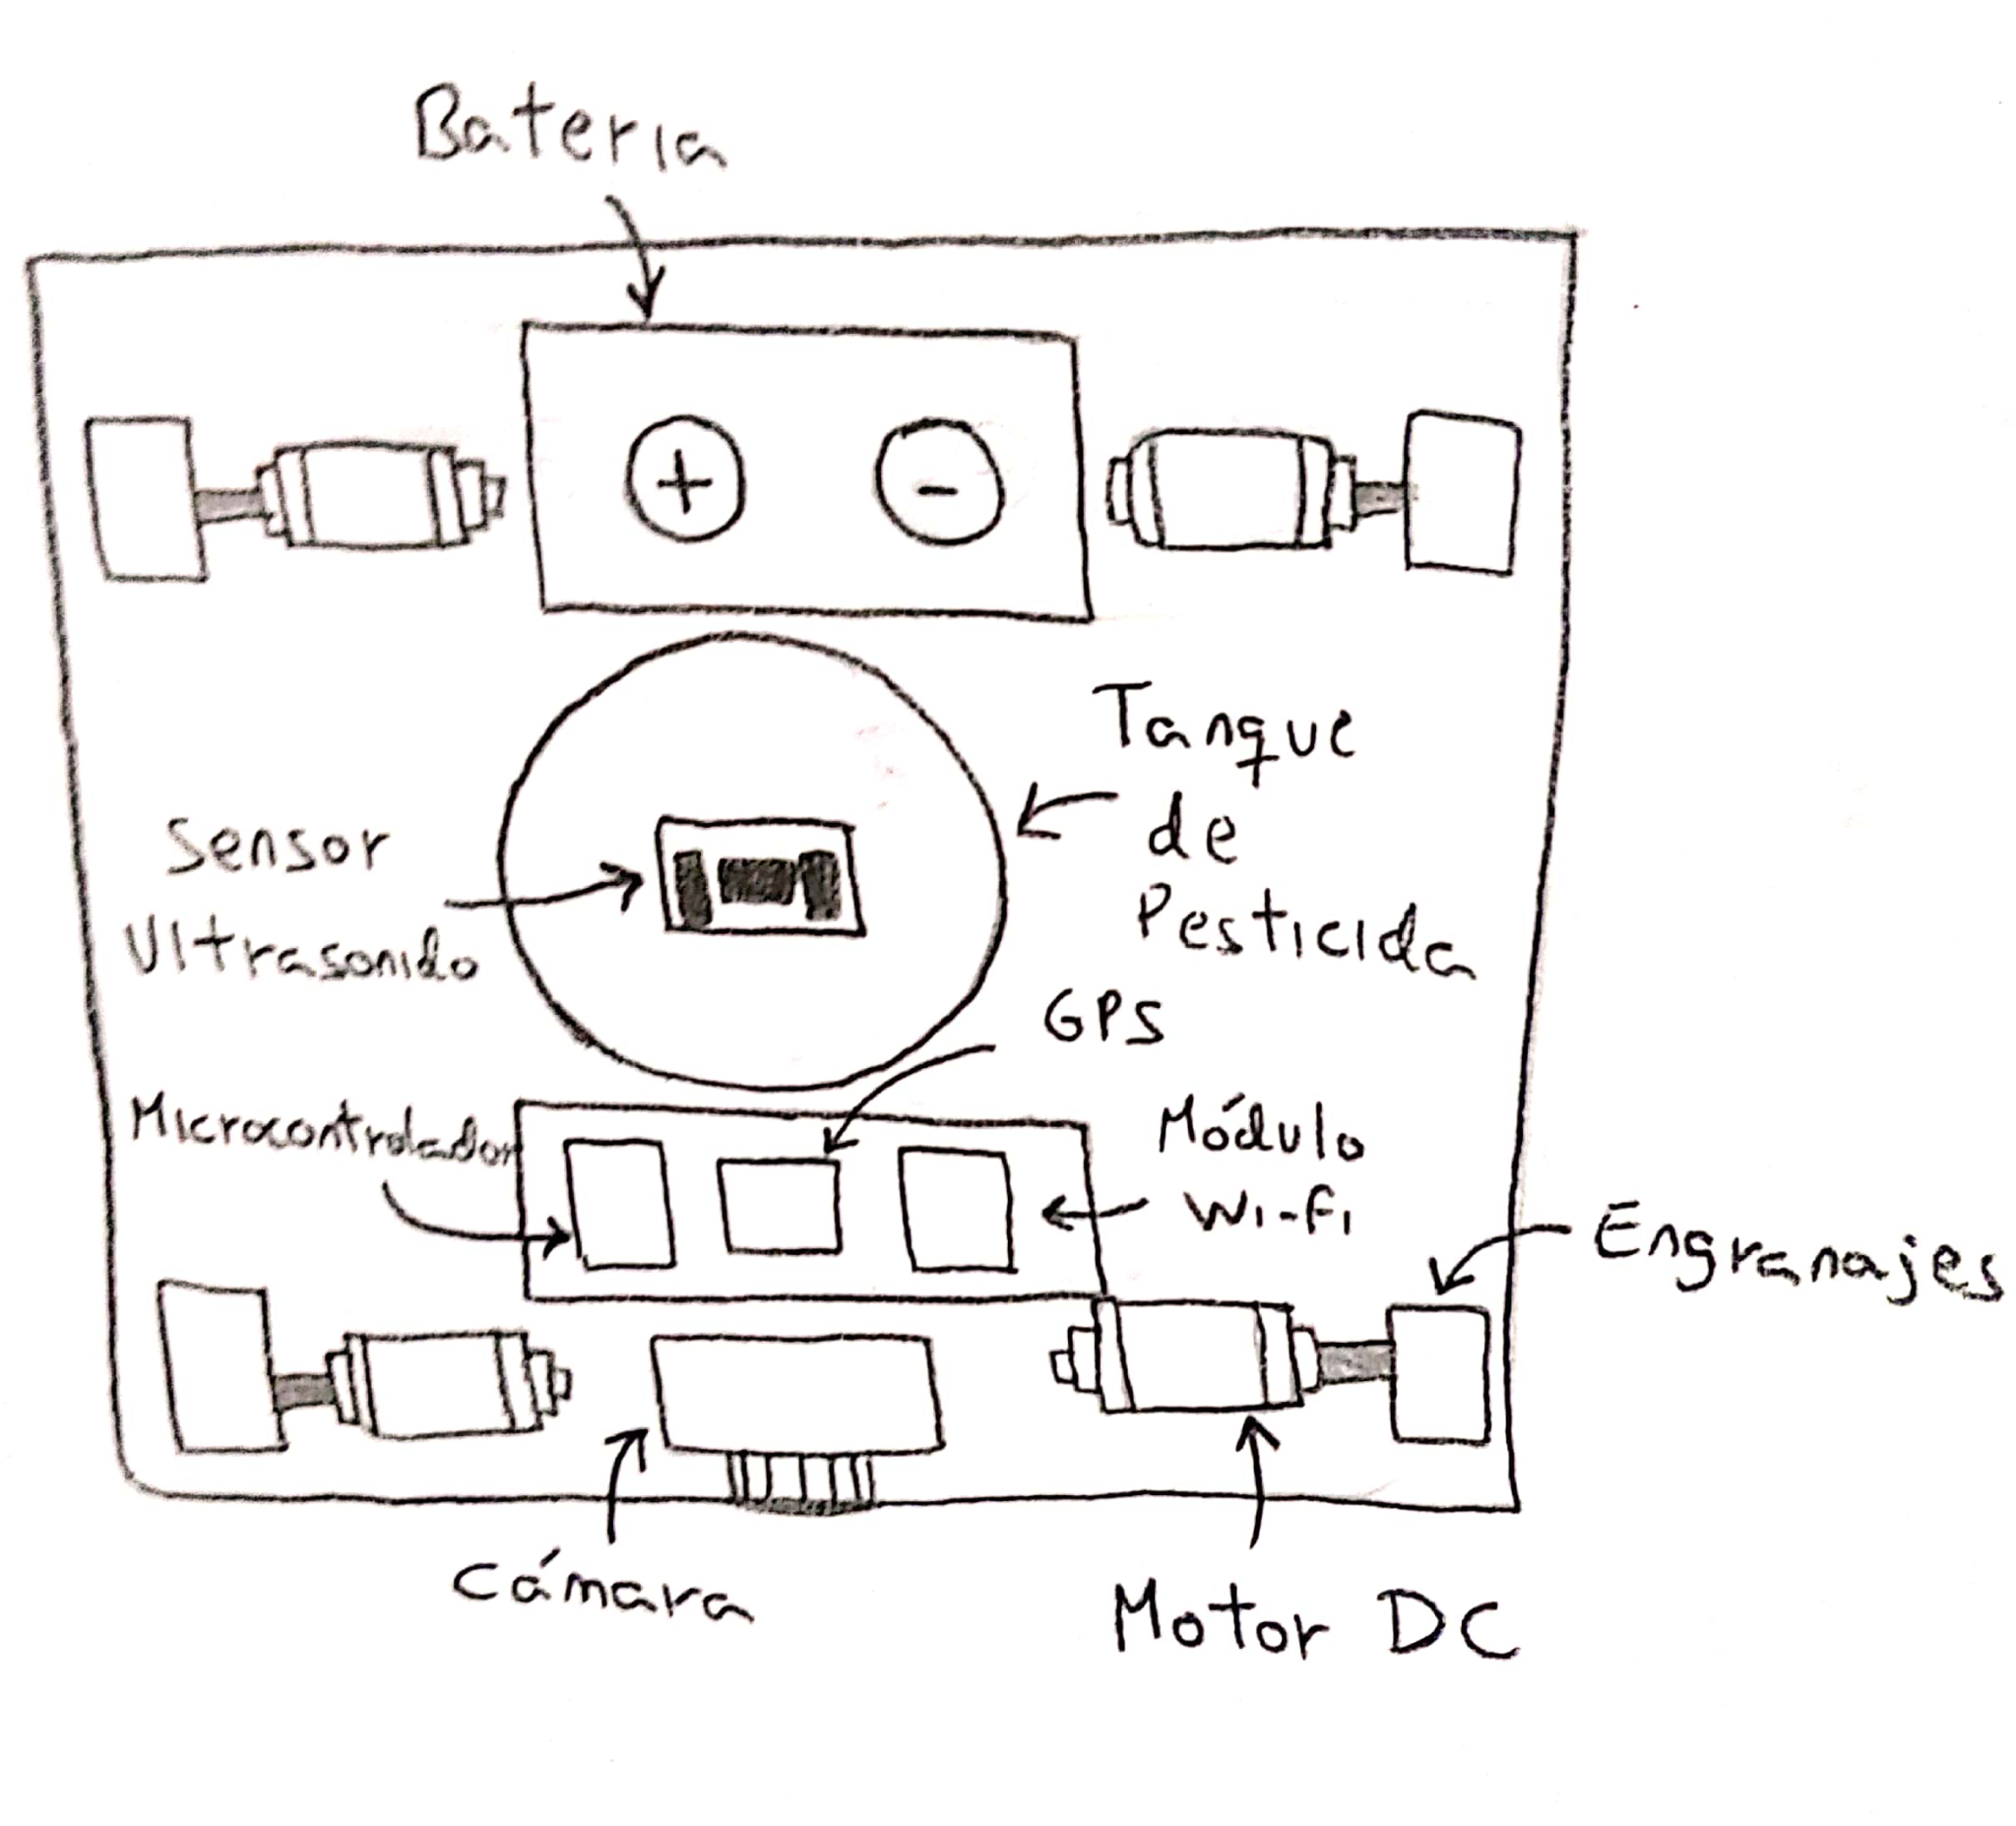 Bateria
+
-
Tanque
de
Pesticida
Sensor
Ultrasonido
GPS
Microcontrolador
Módulo
Wi-Fi
Engranajes
Cámara
Motor DC